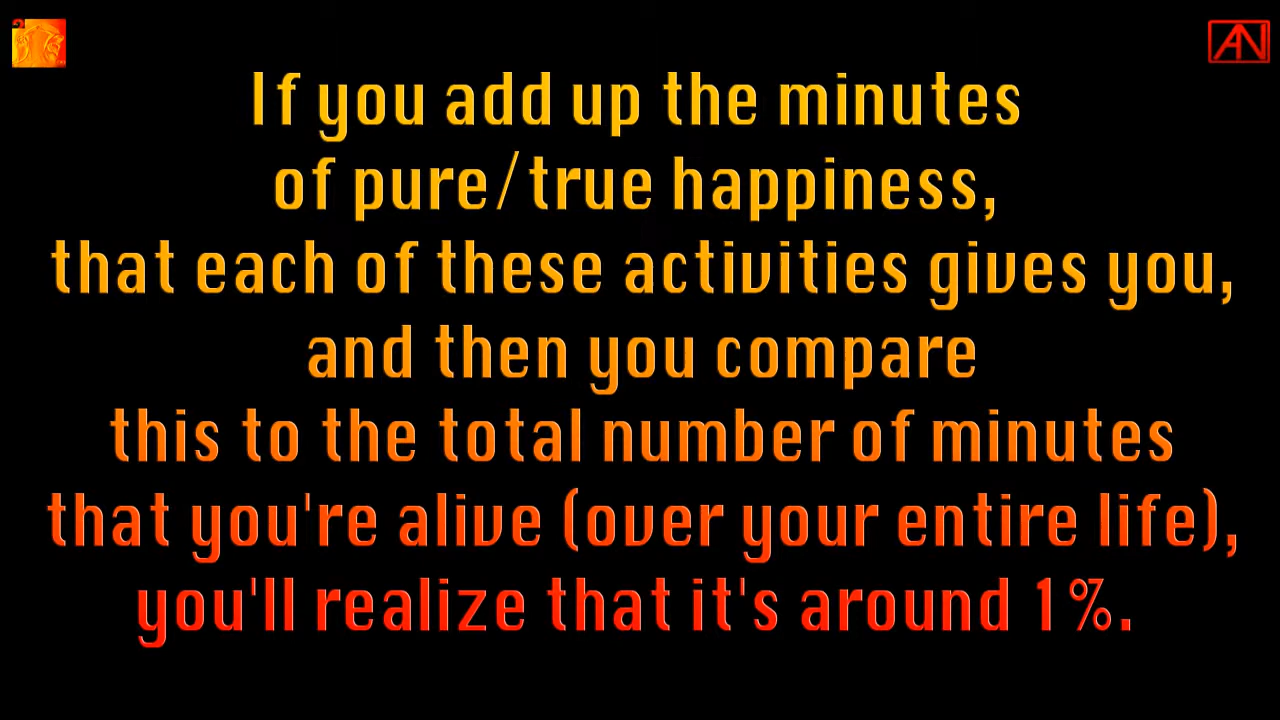 AN
If you add up the minutes
of pure/true happiness,
that each of these activities gives you,
and then you compare
this to the total number of minutes
that you're alive (over your entire life),
you'll realize that it's around 1%.